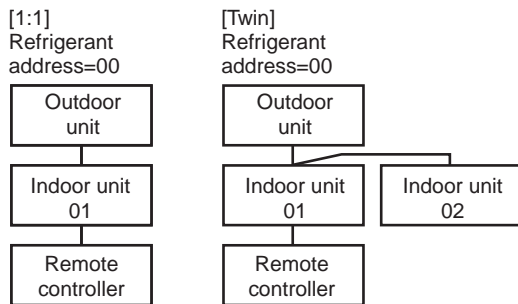 [1:1]
Refrigerant
address=00
Outdoor
unit
Indoor unit
01
Remote
controller
[Twin]
Refrigerant
address=00
Outdoor
unit
Indoor unit
01
Indoor unit
02
Remote
controller